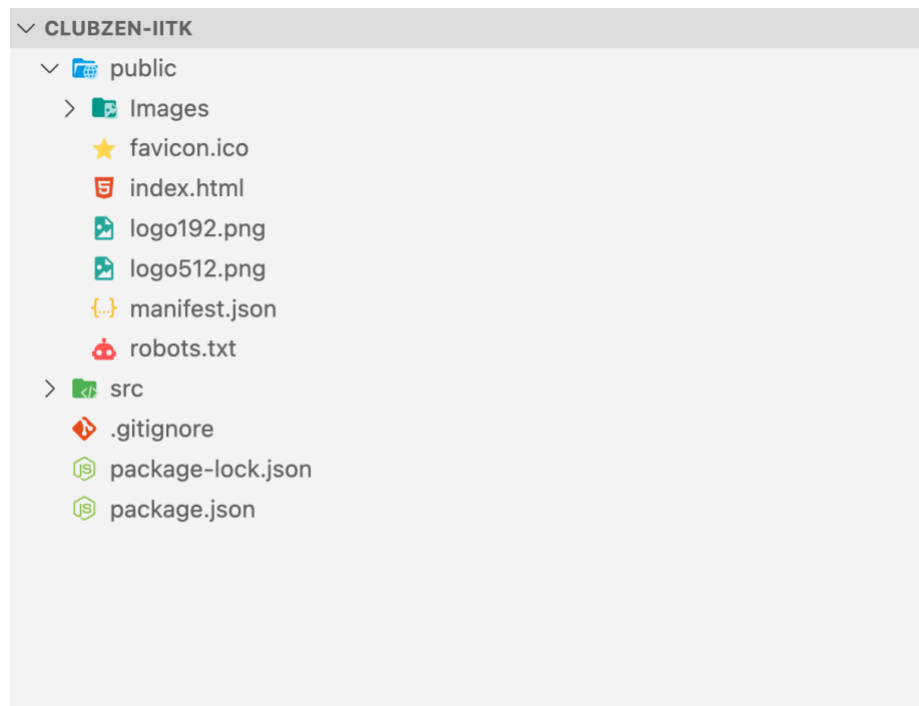 CLUBZEN-IITK
public
Images
favicon.ico
index.html
logo192.png
logo512.png
manifest.json
robots.txt
src
.gitignore
package-lock.json
package.json